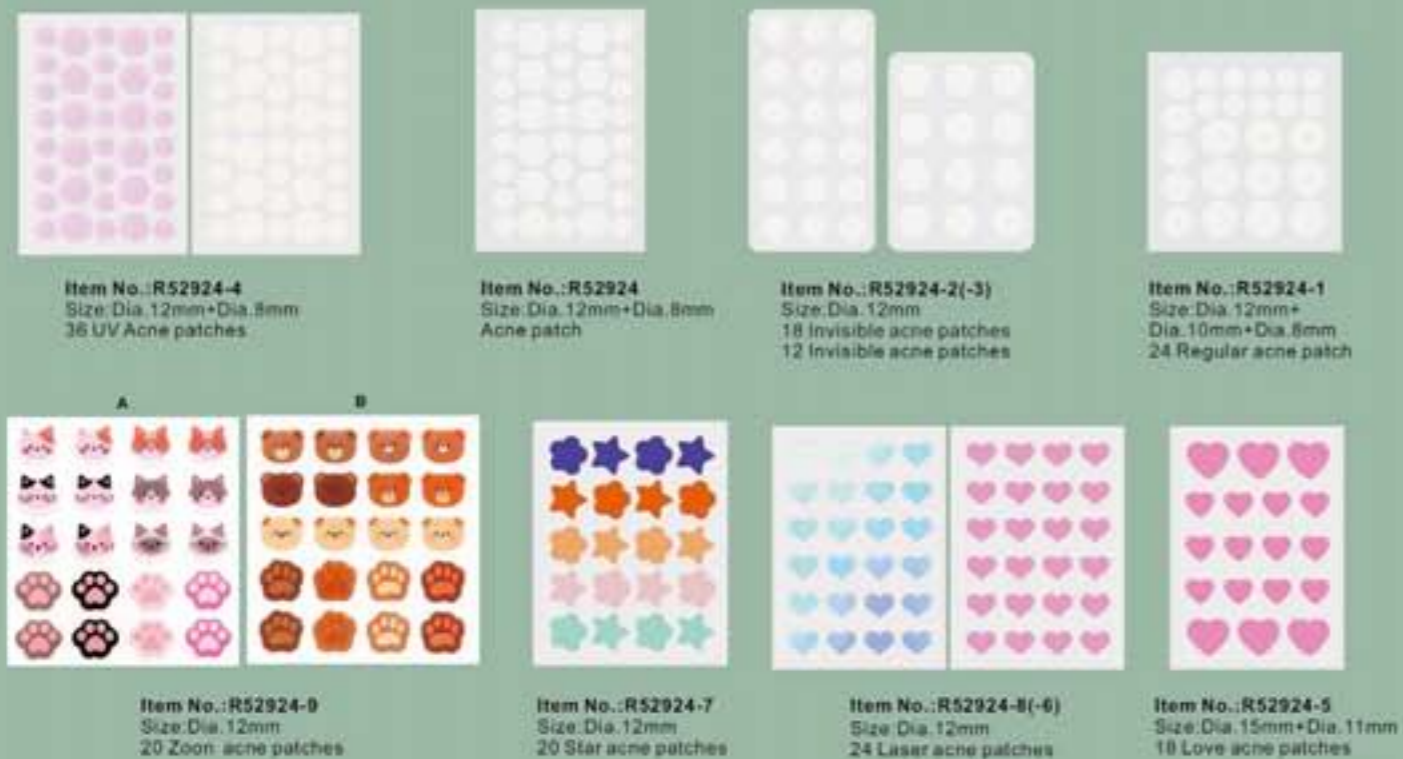 Item No.:R52924-4
Size:Dia.12mm+Dia.8mm
36 UV Acne patches
Item No.:R52924
Size:Dia.12mm+Dia.8mm
Acne patch
Item No.:R52924-2(-3)
Size:Dia.12mm
18 Invisible acne patches
12 Invisible acne patches
Item No.:R52924-1
Size:Dia.12mm+
Dia.10mm+Dia.8mm
24 Regular acne patch
A
B
Item No.:R52924-9
Size:Dia.12mm
20 Zoon acne patches
Item No.:R52924-7
Size:Dia.12mm
20 Star acne patches
Item No.:R52924-8(-6)
Size:Dia.12mm
24 Laser acne patches
Item No.:R52924-5
Size:Dia.15mm+Dia.11mm
18 Love acne patches